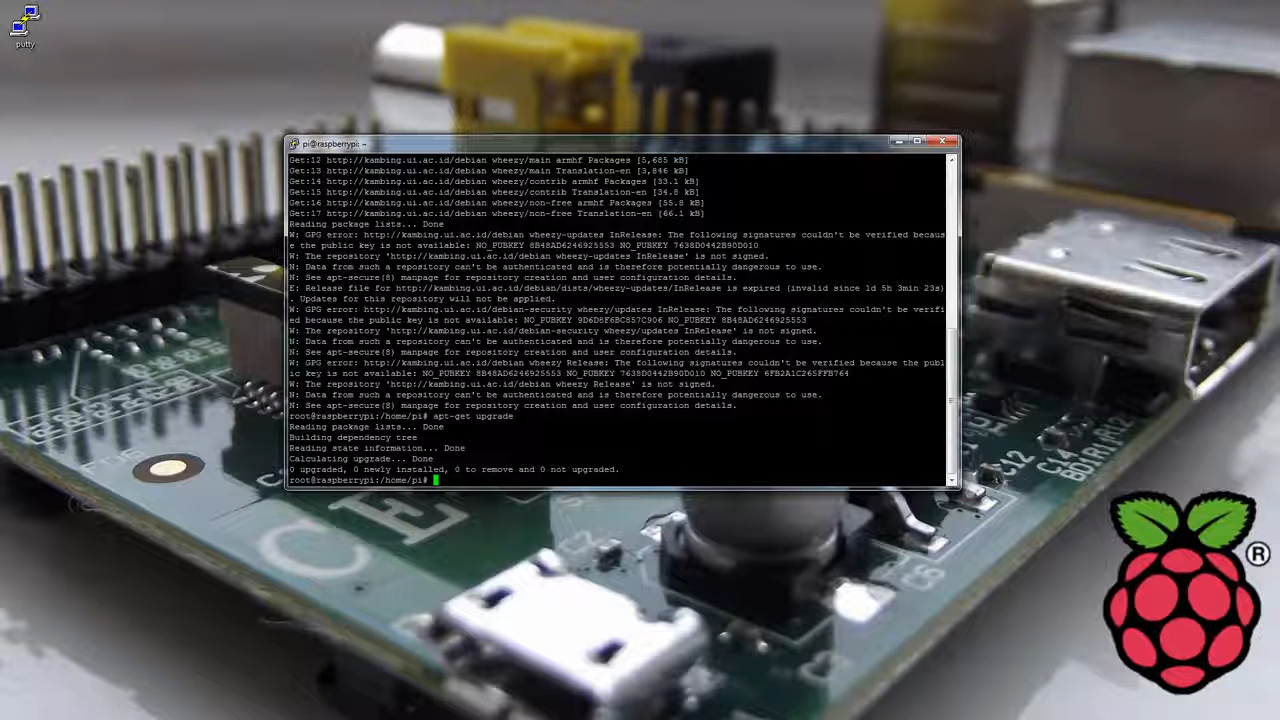 putty
pi@raspberrypi: ~
Get:12 http://kambing.ui.ac.id/debian wheezy/main armhf Packages [5,685 kB]
Get:13 http://kambing.ui.ac.id/debian wheezy/main Translation-en [3,846 kB]
Get:14 http://kambing.ui.ac.id/debian wheezy/contrib armhf Packages [33.1 kB]
Get:15 http://kambing.ui.ac.id/debian wheezy/contrib Translation-en [34.8 kB]
Get:16 http://kambing.ui.ac.id/debian wheezy/non-free armhf Packages [55.8 kB]
Get:17 http://kambing.ui.ac.id/debian wheezy/non-free Translation-en [66.1 kB]
Reading package lists... Done
W: GPG error: http://kambing.ui.ac.id/debian wheezy-updates InRelease: The following signatures couldn't be verified becaus
e the public key is not available: NO_PUBKEY 8B48AD6246925553 NO_PUBKEY 7638D0442B90D010
W: The repository 'http://kambing.ui.ac.id/debian wheezy-updates InRelease' is not signed.
N: Data from such a repository can't be authenticated and is therefore potentially dangerous to use.
N: See apt-secure(8) manpage for repository creation and user configuration details.
E: Release file for http://kambing.ui.ac.id/debian/dists/wheezy-updates/InRelease is expired (invalid since 1d 5h 3min 23s)
. Updates for this repository will not be applied.
W: GPG error: http://kambing.ui.ac.id/debian-security wheezy/updates InRelease: The following signatures couldn't be verifi
ed because the public key is not available: NO_PUBKEY 9D6D8F6BC857C906 NO_PUBKEY 8B48AD6246925553
W: The repository 'http://kambing.ui.ac.id/debian-security wheezy/updates InRelease' is not signed.
N: Data from such a repository can't be authenticated and is therefore potentially dangerous to use.
N: See apt-secure(8) manpage for repository creation and user configuration details.
W: GPG error: http://kambing.ui.ac.id/debian wheezy Release: The following signatures couldn't be verified because the publ
ic key is not available: NO_PUBKEY 8B48AD6246925553 NO_PUBKEY 7638D0442B90D010 NO_PUBKEY 6FB2A1C265FFB764
W: The repository 'http://kambing.ui.ac.id/debian wheezy Release' is not signed.
N: Data from such a repository can't be authenticated and is therefore potentially dangerous to use.
N: See apt-secure(8) manpage for repository creation and user configuration details.
root@raspberrypi:/home/pi# apt-get upgrade
Reading package lists... Done
Building dependency tree
Reading state information... Done
Calculating upgrade... Done
0 upgraded, 0 newly installed, 0 to remove and 0 not upgraded.
root@raspberrypi:/home/pi#
C12
C14
C6
CE
®